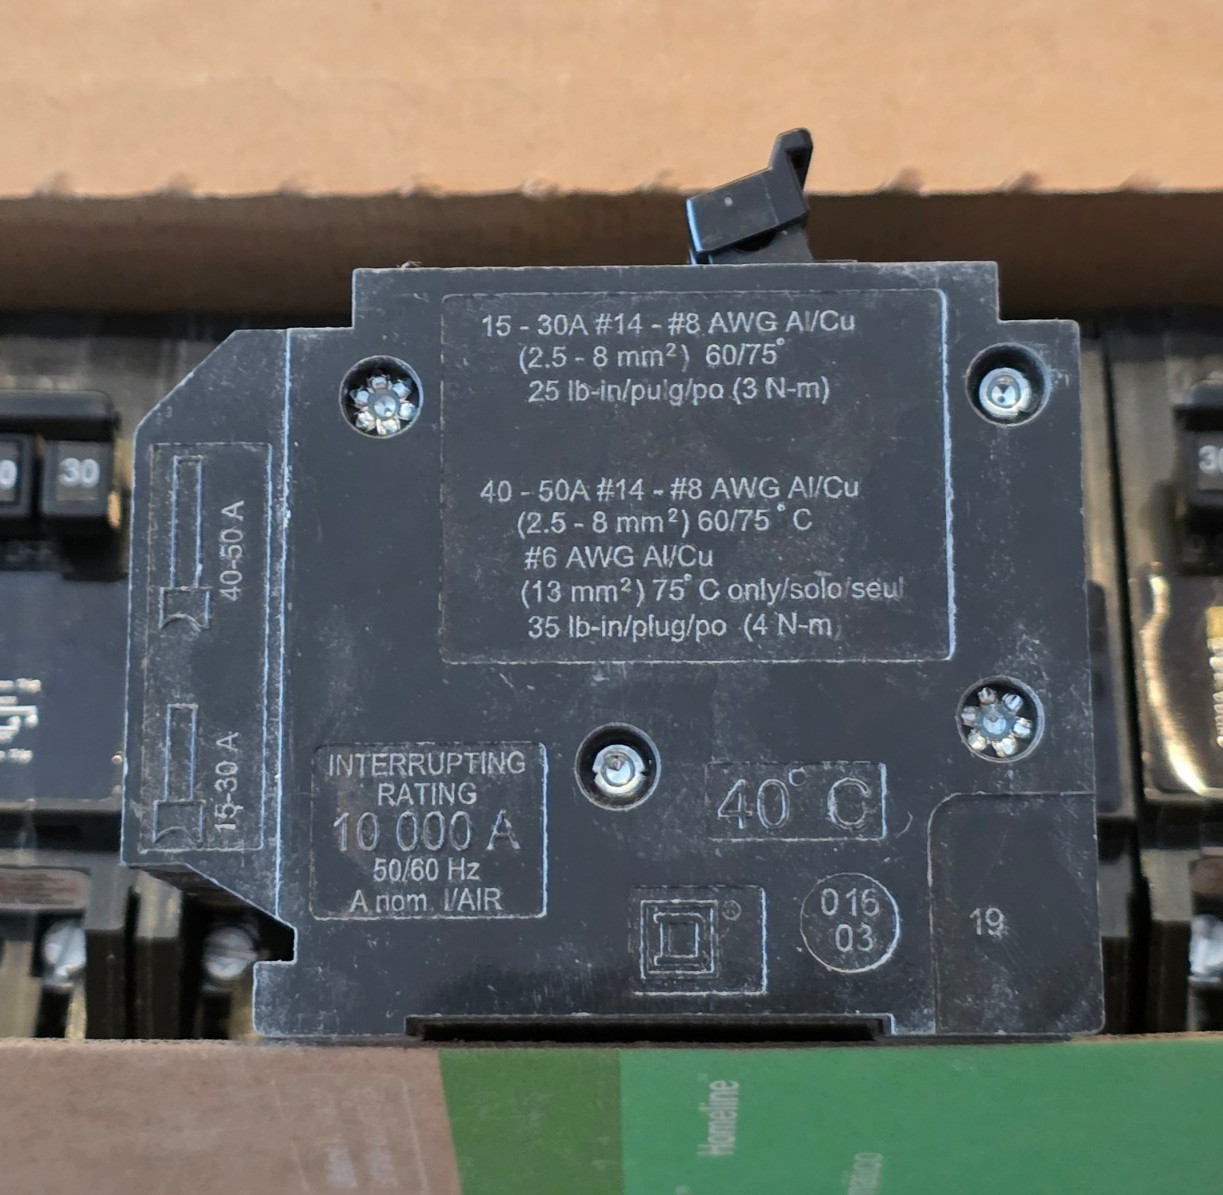 15 - 30A #14 - #8 AWG Al/Cu
(2.5 - 8 mm²) 60/75°
25 lb-in/pulg/po (3 N-m)
40 - 50A #14 - #8 AWG Al/Cu
(2.5 - 8 mm²) 60/75° C
#6 AWG Al/Cu
(13 mm²) 75° C only/solo/seul
35 lb-in/plug/po (4 N-m
40-50 A
15-30 A
INTERRUPTING
RATING
10 000 A
50/60 Hz
A nom. I/AIR
40° C
®
016
03
19
30
Homeline